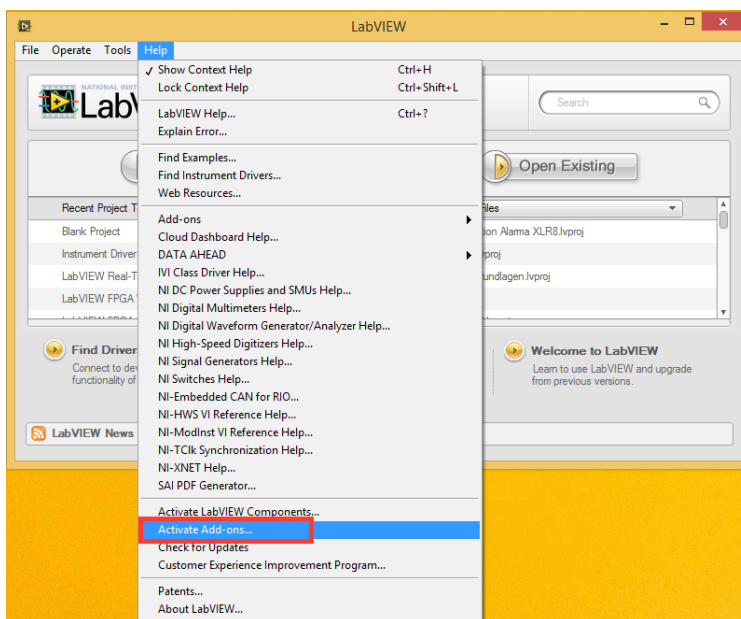 LabVIEW
File Operate Tools Help
Show Context Help Ctrl+H
Lock Context Help Ctrl+Shift+L
NATIONAL INST
LabV
Search
LabVIEW Help... Ctrl+?
Explain Error...
Find Examples...
Find Instrument Drivers...
Web Resources...
Open Existing
Recent Project T
Files
Add-ons
Blank Project
ion Alarma XLR8.lvproj
Cloud Dashboard Help...
Instrument Driver
DATA AHEAD
vproj
LabVIEW Real-T
IVI Class Driver Help...
undlagen.lvproj
NI DC Power Supplies and SMUs Help...
LabVIEW FPGA
NI Digital Multimeters Help...
NI Digital Waveform Generator/Analyzer Help...
NI High-Speed Digitizers Help...
NI Signal Generators Help...
NI Switches Help...
NI-Embedded CAN for RIO...
NI-HWS VI Reference Help...
NI-ModInst VI Reference Help...
NI-TClk Synchronization Help...
NI-XNET Help...
SAI PDF Generator...
Find Driver
Connect to dev
functionality of
Welcome to LabVIEW
Learn to use LabVIEW and upgrade
from previous versions.
LabVIEW News
Activate LabVIEW Components...
Activate Add-ons...
Check for Updates
Customer Experience Improvement Program...
Patents...
About LabVIEW...